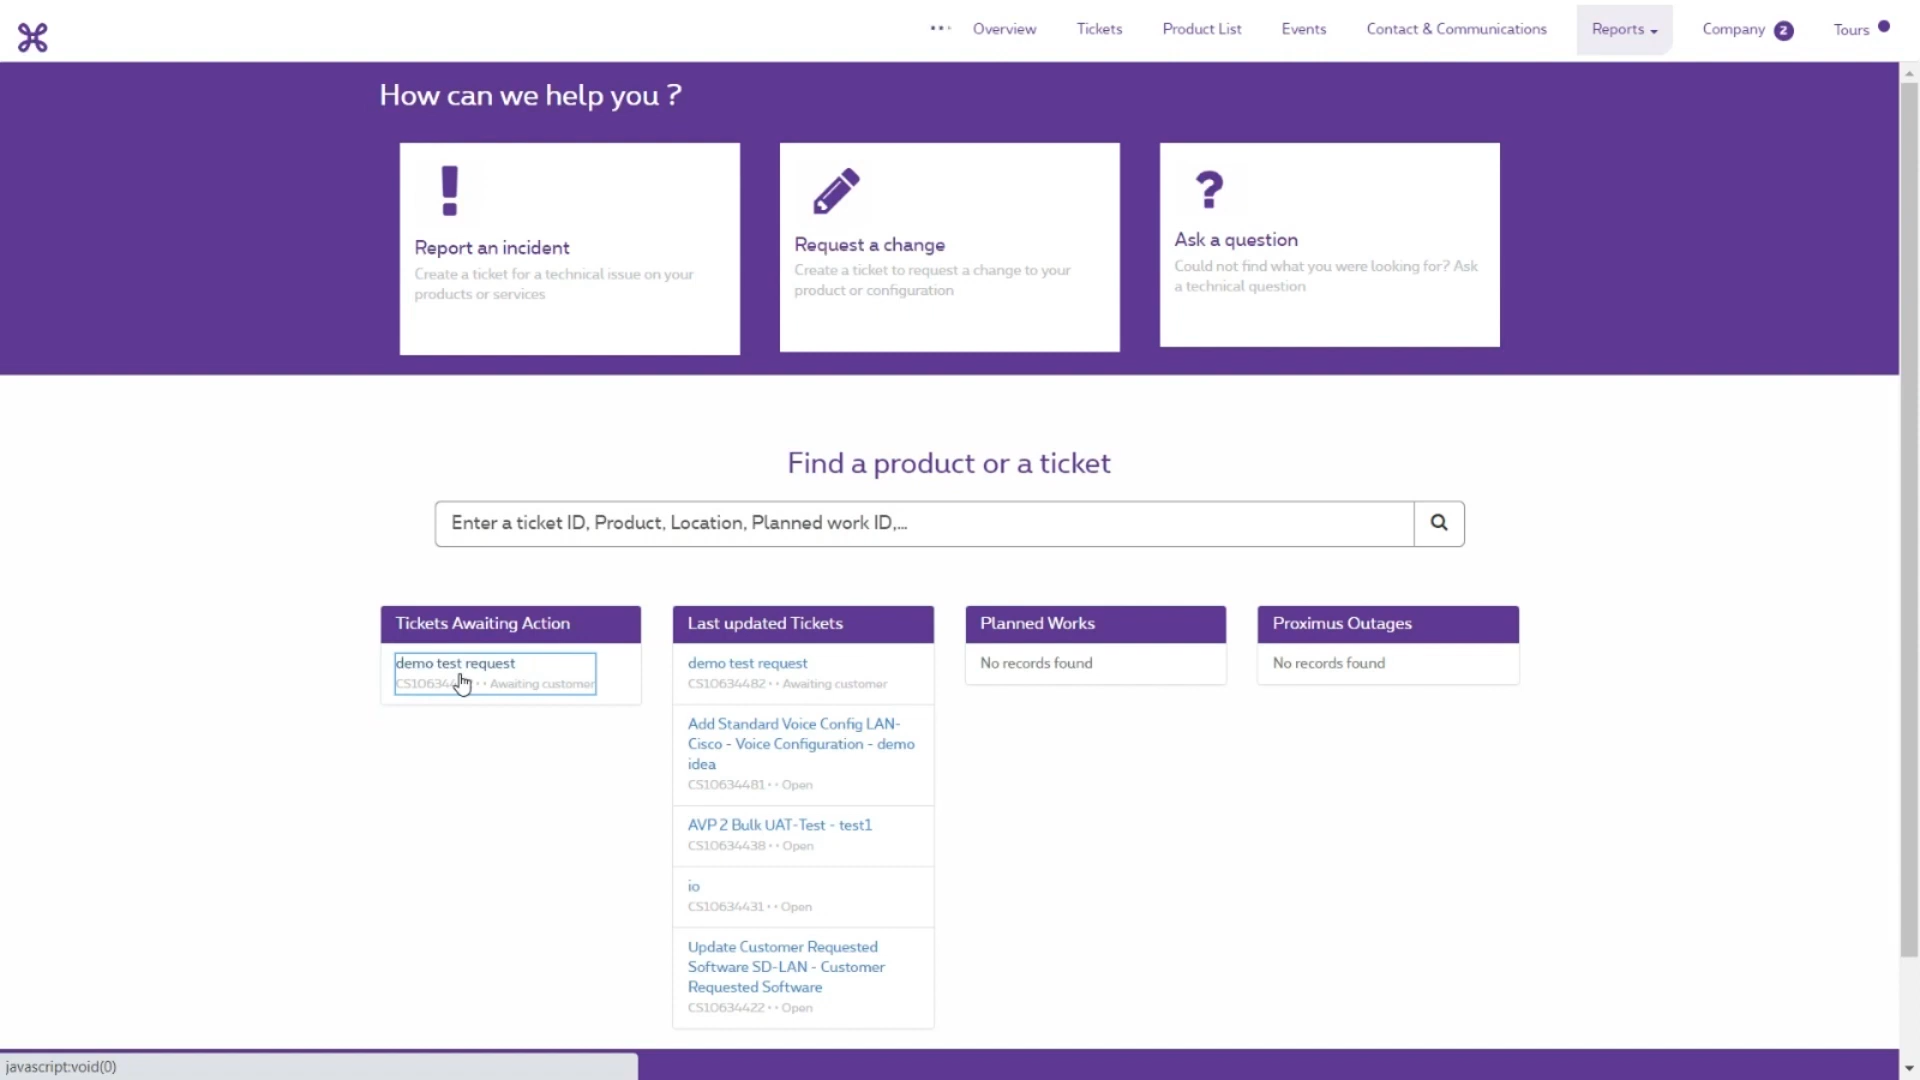 Overview Tickets Product List Events Contact & Communications Reports Company 2 Tours
How can we help you ?
Report an incident
Create a ticket for a technical issue on your
products or services
Request a change
Create a ticket to request a change to your
product or configuration
Ask a question
Could not find what you were looking for? Ask
a technical question
Find a product or a ticket
Enter a ticket ID, Product, Location, Planned work ID,...
Tickets Awaiting Action
demo test request
Awaiting customer
Last updated Tickets
demo test request
CS10634482 • • Awaiting customer
Add Standard Voice Config LAN-
Cisco - Voice Configuration - demo
idea
CS10634481 • • Open
AVP 2 Bulk UAT-Test - test1
CS10634438 • • Open
io
CS10634431 • • Open
Update Customer Requested
Software SD-LAN - Customer
Requested Software
CS10634422 • • Open
Planned Works
No records found
Proximus Outages
No records found
javascript:void(0)